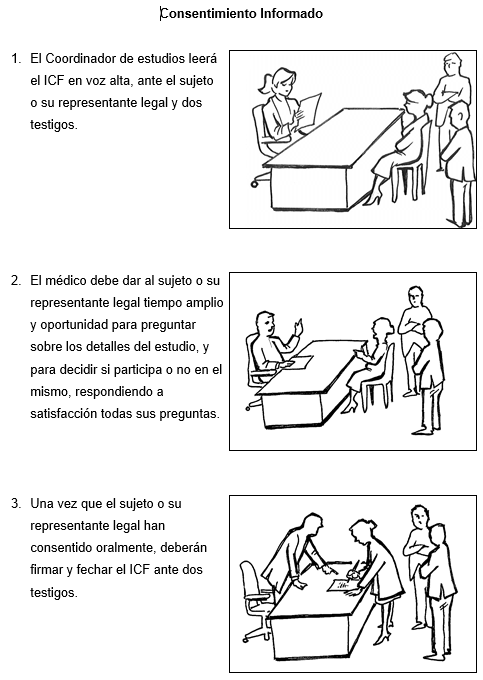 Consentimiento Informado
1. El Coordinador de estudios leerá
el ICF en voz alta, ante el sujeto
o su representante legal y dos
testigos.
2. El médico debe dar al sujeto o su
representante legal tiempo amplio
y oportunidad para preguntar
sobre los detalles del estudio, y
para decidir si participa o no en el
mismo, respondiendo a
satisfacción todas sus preguntas.
3. Una vez que el sujeto o su
representante legal han
consentido oralmente, deberán
firmar y fechar el ICF ante dos
testigos.